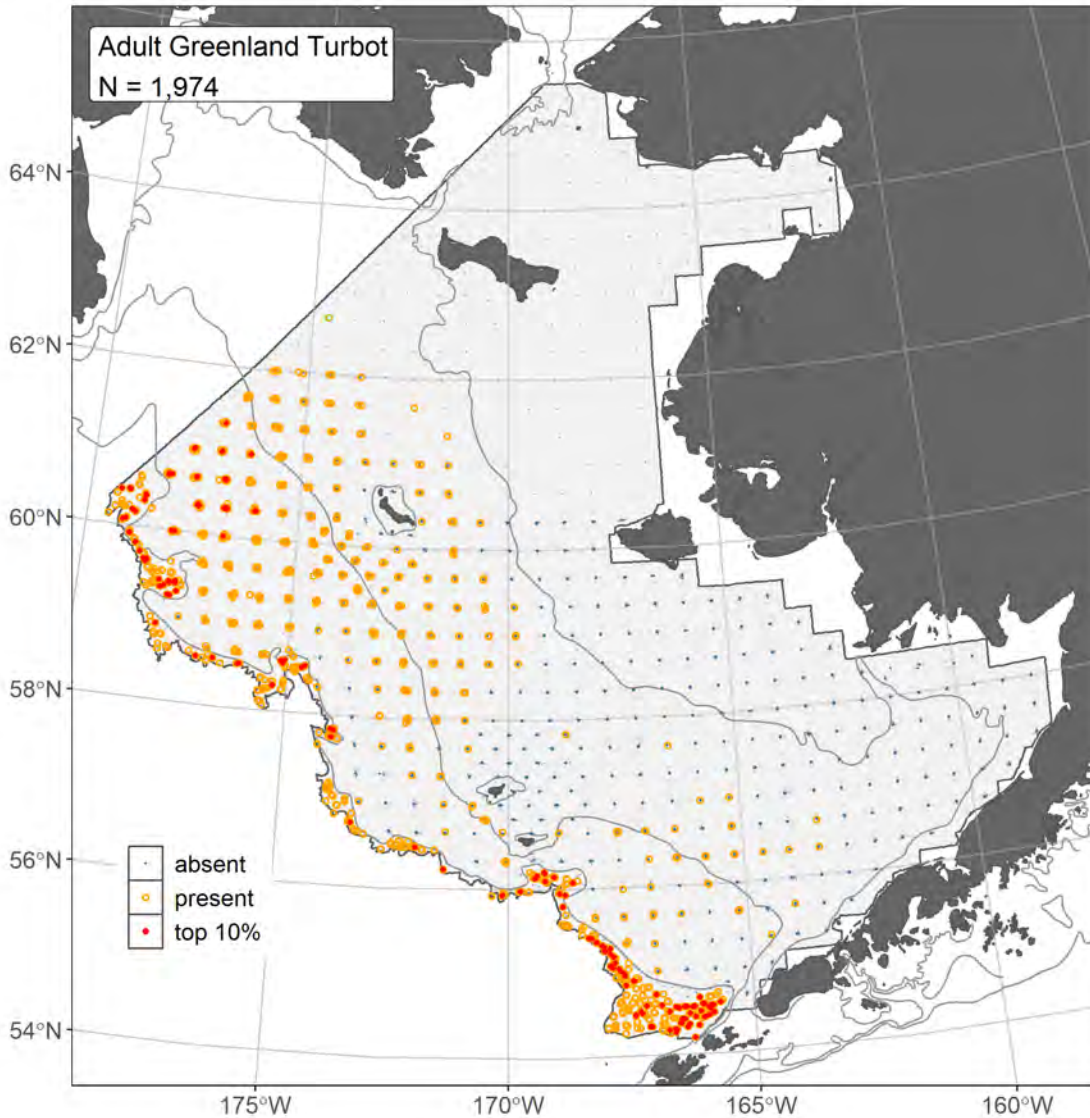 Adult Greenland Turbot
N = 1,974
64°N
62°N
60°N
58°N
56°N
54°N
absent
present
top 10%
175°W
170°W
165°W
160°W